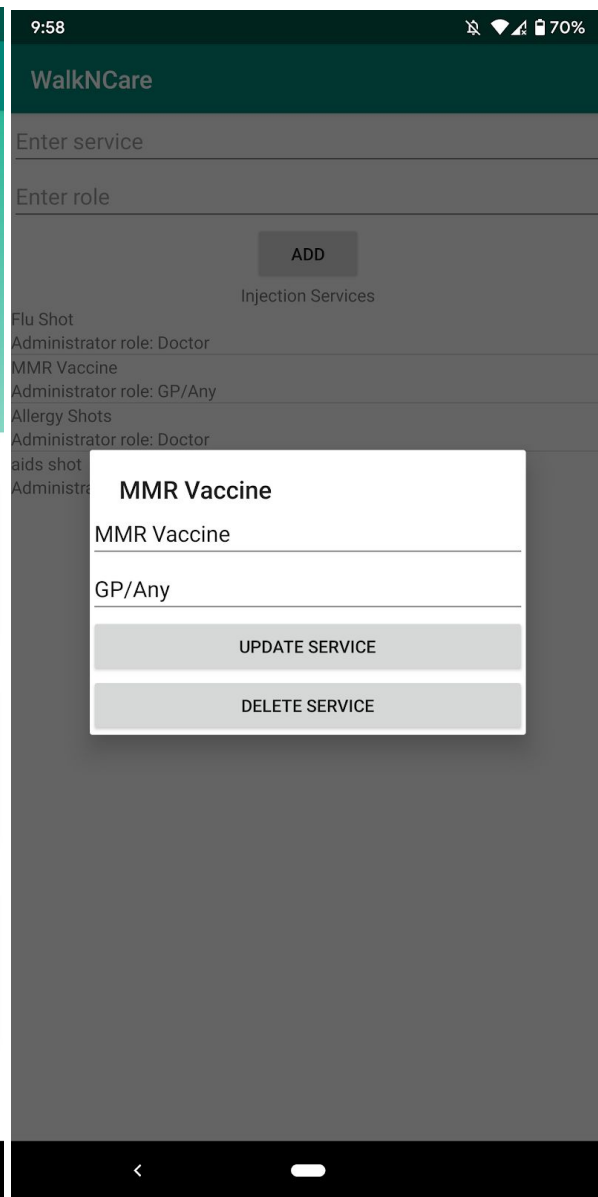 9:58 70%
WalkNCare
Enter service
Enter role
ADD
Injection Services
Flu Shot
Administrator role: Doctor
MMR Vaccine
Administrator role: GP/Any
Allergy Shots
Administrator role: Doctor
aids shot
Administra
MMR Vaccine
MMR Vaccine
GP/Any
UPDATE SERVICE
DELETE SERVICE